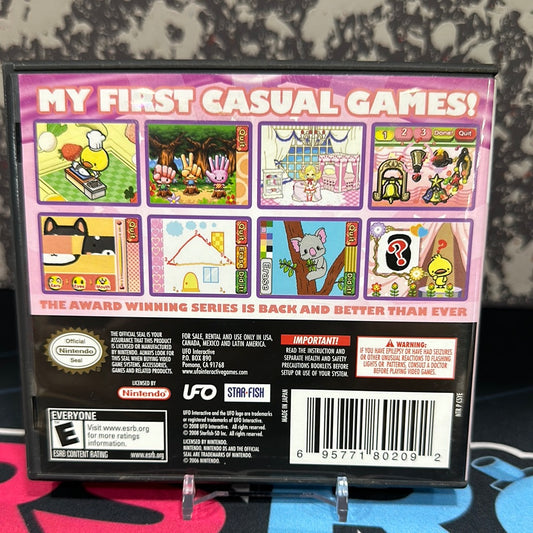 MY FIRST CASUAL GAMES!
Quit
Quit
Quit
1 2 3 Done! Quit
Quit
Quit
Erase
Quit
Erase
THE AWARD WINNING SERIES IS BACK AND BETTER THAN EVER
Official
Nintendo
Seal
THE OFFICIAL SEAL IS YOUR
ASSURANCE THAT THIS PRODUCT
IS LICENSED OR MANUFACTURED
BY NINTENDO. ALWAYS LOOK FOR
THIS SEAL WHEN BUYING VIDEO
GAME SYSTEMS, ACCESSORIES,
GAMES AND RELATED PRODUCTS.
FOR SALE, RENTAL AND USE ONLY IN USA,
CANADA, MEXICO AND LATIN AMERICA.
UFO Interactive
P.O. BOX 890
Pomona, CA 91768
www.ufointeractivegames.com
IMPORTANT!
READ THE INSTRUCTION AND
SEPARATE HEALTH AND SAFETY
PRECAUTIONS BOOKLETS BEFORE
SETUP OR USE OF YOUR SYSTEM.
WARNING:
IF YOU HAVE EPILEPSY OR HAVE HAD SEIZURES
OR OTHER UNUSUAL REACTIONS TO FLASHING
LIGHTS OR PATTERNS, CONSULT A DOCTOR
BEFORE PLAYING VIDEO GAMES.
LICENSED BY
Nintendo
UFO
STAR-FISH
MADE IN JAPAN
EVERYONE
E
Visit www.esrb.org
for more ratings
information.
ESRB CONTENT RATING www.esrb.org
UFO Interactive and the UFO logo are trademarks
or registered trademarks of UFO Interactive.
© 2008 UFO Interactive. All rights reserved.
© 2008 Starfish-SD Inc. All rights reserved.
LICENSED BY NINTENDO.
NINTENDO, NINTENDO DS AND THE OFFICIAL
SEAL ARE TRADEMARKS OF NINTENDO.
© 2006 NINTENDO.
6 95771 80209 2